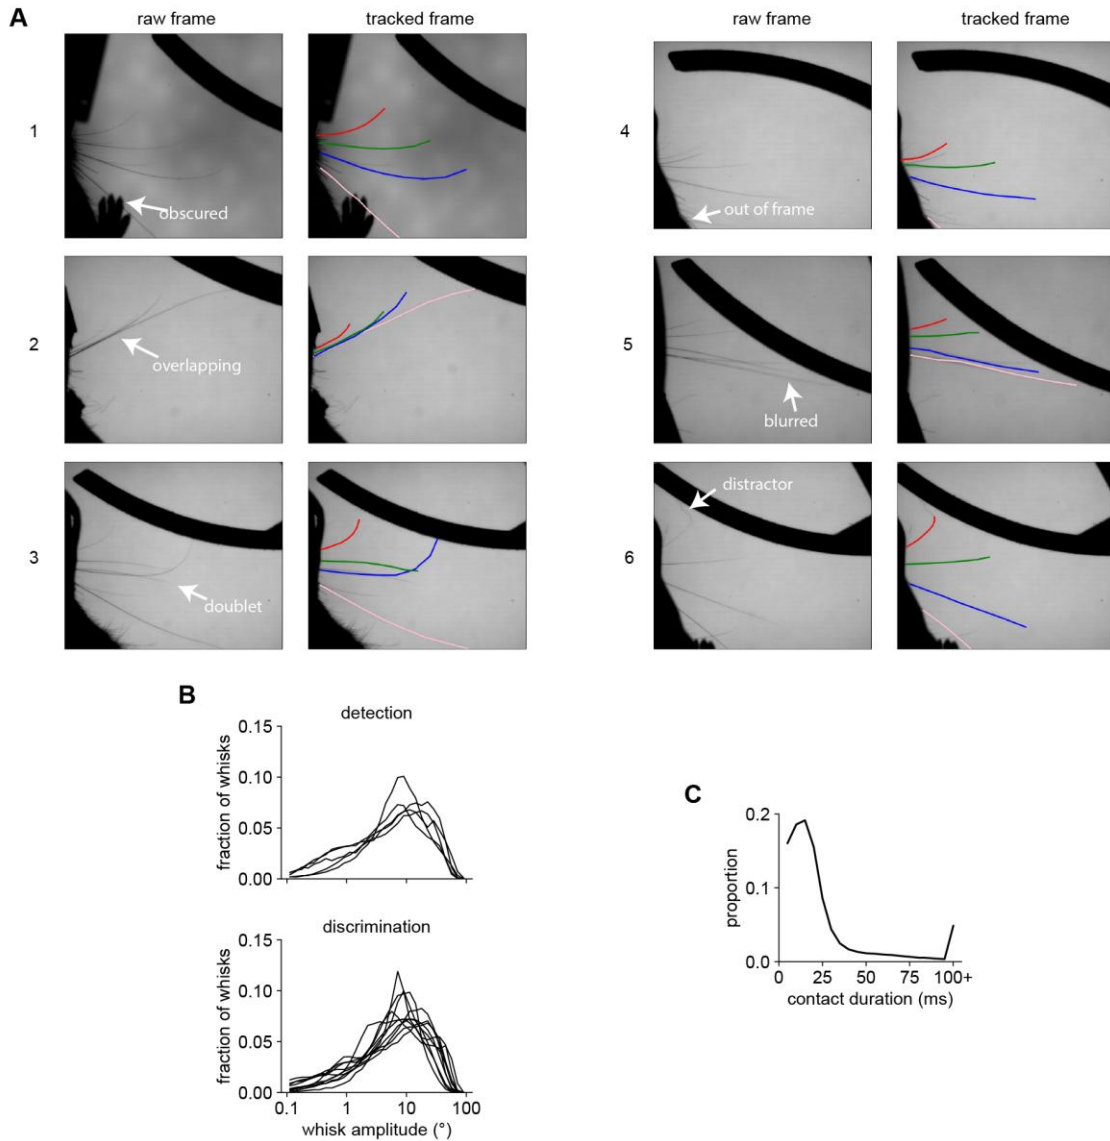 A
raw frame
tracked frame
raw frame
tracked frame
1
obscured
4
out of frame
2
overlapping
5
blurred
3
doublet
6
distractor
B
detection
fraction of whisks
0.15
0.10
0.05
0.00
discrimination
fraction of whisks
0.15
0.10
0.05
0.00
0.1
1
10
100
whisk amplitude (°)
C
proportion
0.2
0.1
0.0
0
25
50
75
100+
contact duration (ms)